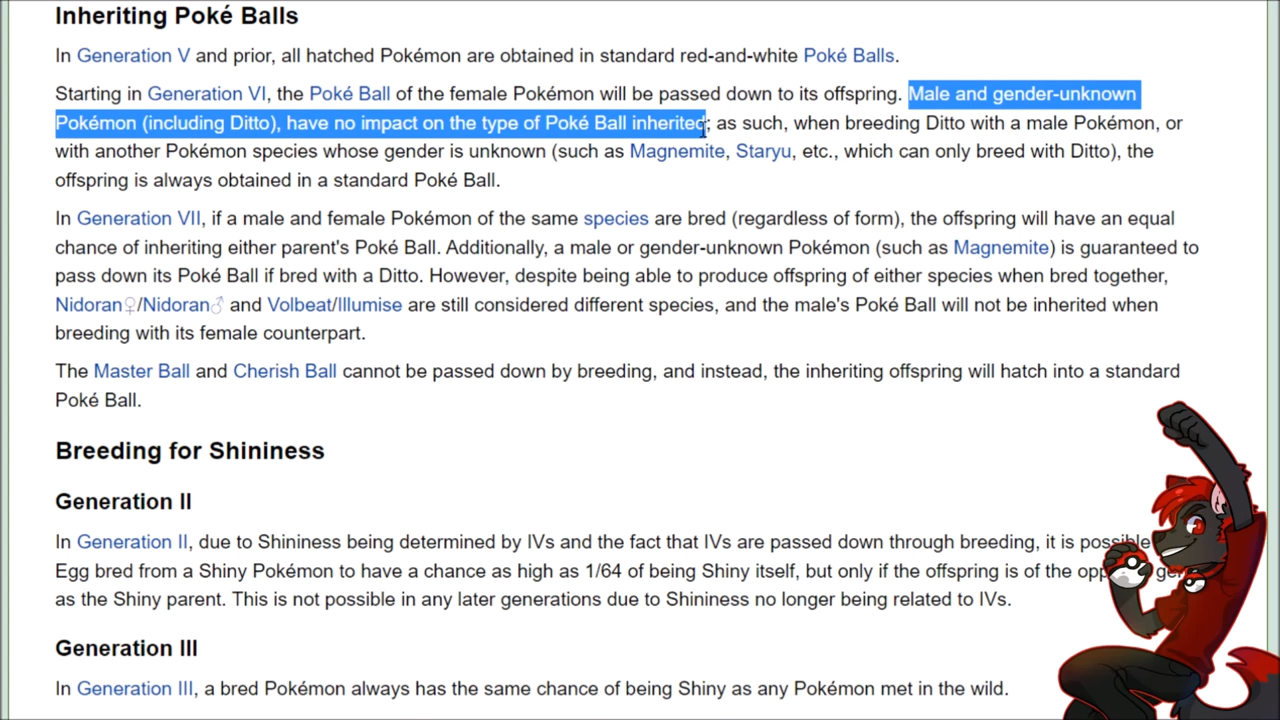 Inheriting Poké Balls
In Generation V and prior, all hatched Pokémon are obtained in standard red-and-white Poké Balls.
Starting in Generation VI, the Poké Ball of the female Pokémon will be passed down to its offspring. Male and gender-unknown
Pokémon (including Ditto), have no impact on the type of Poké Ball inherited; as such, when breeding Ditto with a male Pokémon, or
with another Pokémon species whose gender is unknown (such as Magnemite, Staryu, etc., which can only breed with Ditto), the
offspring is always obtained in a standard Poké Ball.
In Generation VII, if a male and female Pokémon of the same species are bred (regardless of form), the offspring will have an equal
chance of inheriting either parent's Poké Ball. Additionally, a male or gender-unknown Pokémon (such as Magnemite) is guaranteed to
pass down its Poké Ball if bred with a Ditto. However, despite being able to produce offspring of either species when bred together,
Nidoran♀/Nidoran♂ and Volbeat/Illumise are still considered different species, and the male's Poké Ball will not be inherited when
breeding with its female counterpart.
The Master Ball and Cherish Ball cannot be passed down by breeding, and instead, the inheriting offspring will hatch into a standard
Poké Ball.
Breeding for Shininess
Generation II
In Generation II, due to Shininess being determined by IVs and the fact that IVs are passed down through breeding, it is possible
Egg bred from a Shiny Pokémon to have a chance as high as 1/64 of being Shiny itself, but only if the offspring is of the
as the Shiny parent. This is not possible in any later generations due to Shininess no longer being related to IVs.
Generation III
In Generation III, a bred Pokémon always has the same chance of being Shiny as any Pokémon met in the wild.